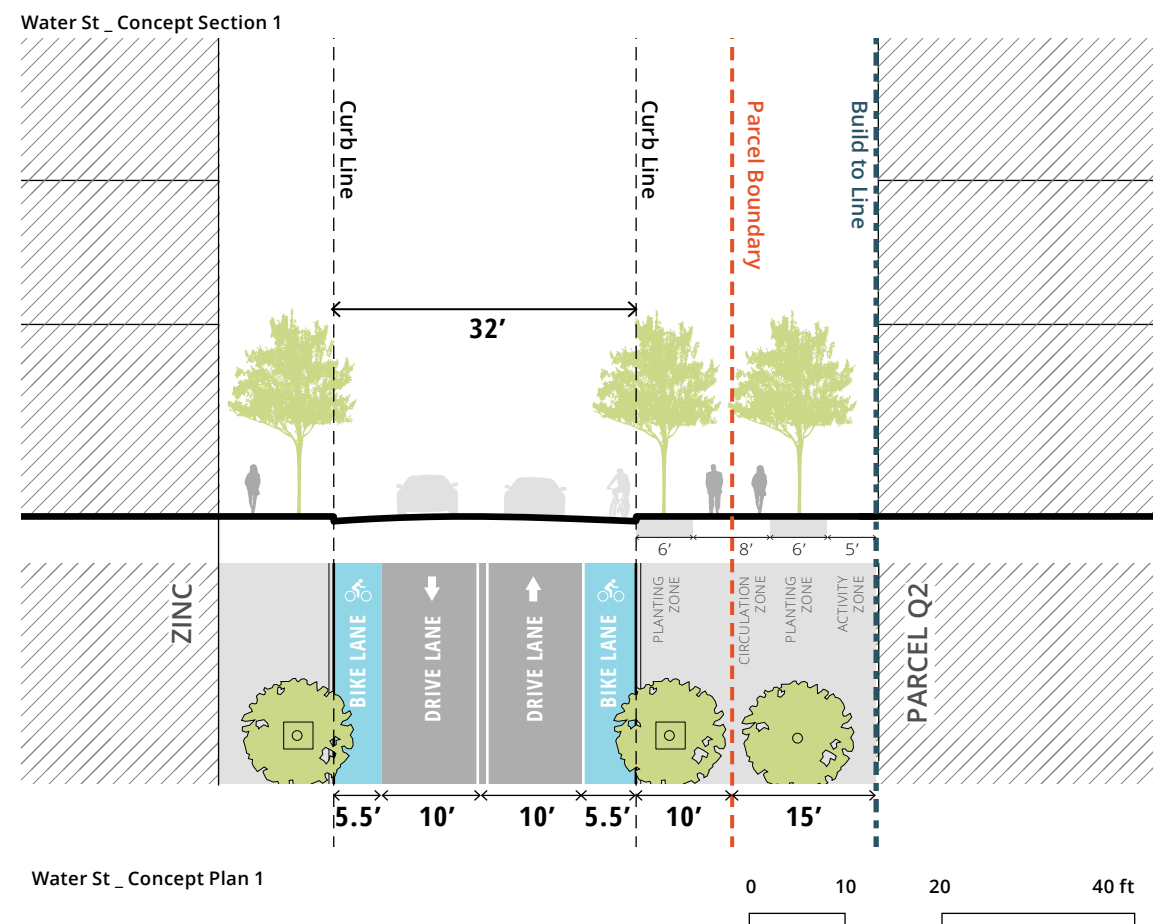 Water St _ Concept Section 1
Curb Line
Curb Line
Parcel Boundary
Build to Line
32’
6’
8’
6’
5’
ZINC
BIKE LANE
DRIVE LANE
DRIVE LANE
BIKE LANE
PLANTING
ZONE
CIRCULATION
ZONE
PLANTING
ZONE
ACTIVITY
ZONE
PARCEL Q2
5.5’
10’
10’
5.5’
10’
15’
Water St _ Concept Plan 1
0
10
20
40 ft